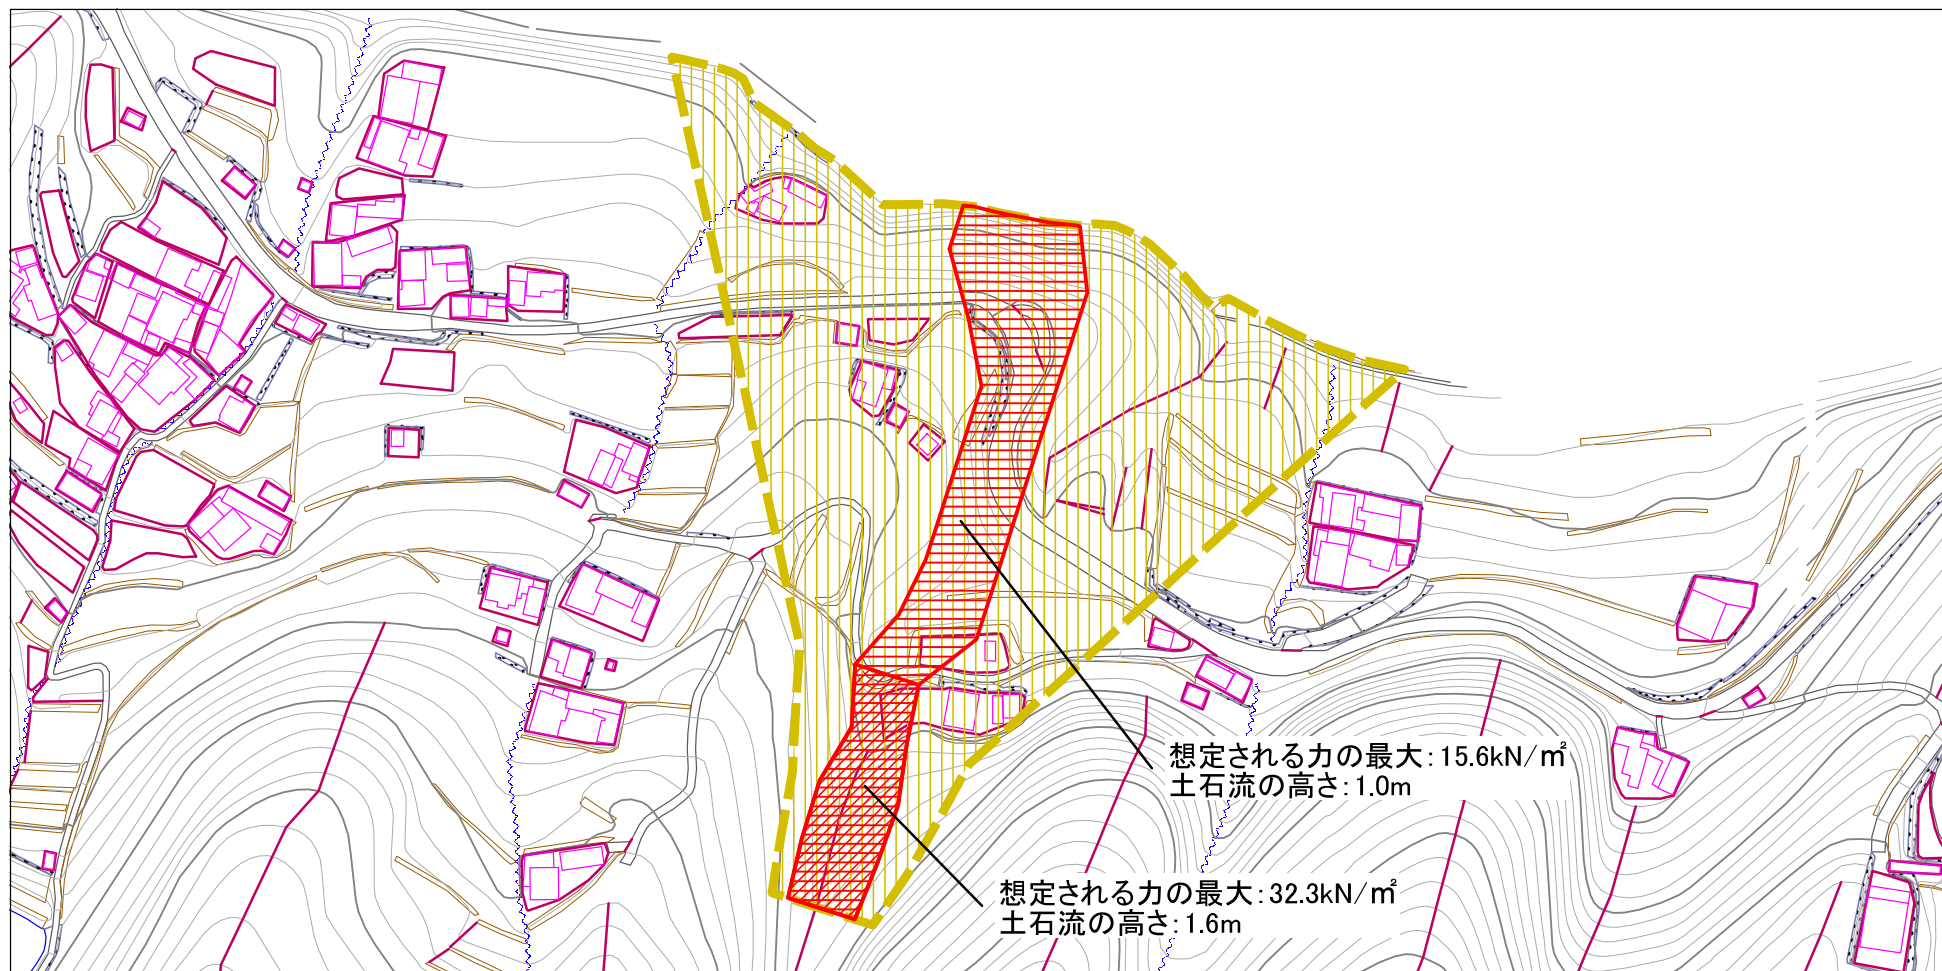 想定される力の最大：15.6kN/㎡
土石流の高さ：1.0m
想定される力の最大：32.3kN/㎡
土石流の高さ：1.6m